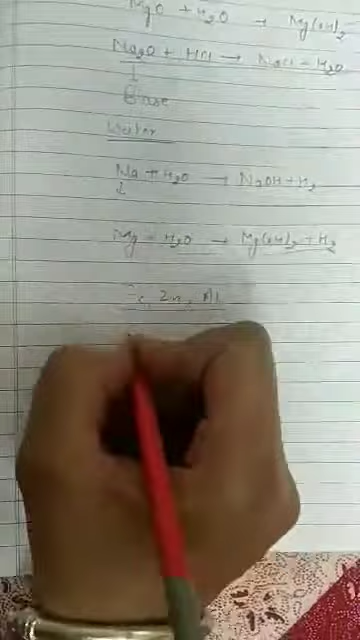 MgO + H₂O → Mg(OH)₂
Na₂O + HCl → NaCl + H₂O
↓
Base
Water
Na + H₂O → NaOH + H₂
↓
Mg + H₂O → Mg(OH)₂ + H₂
Fe, Zn, Al